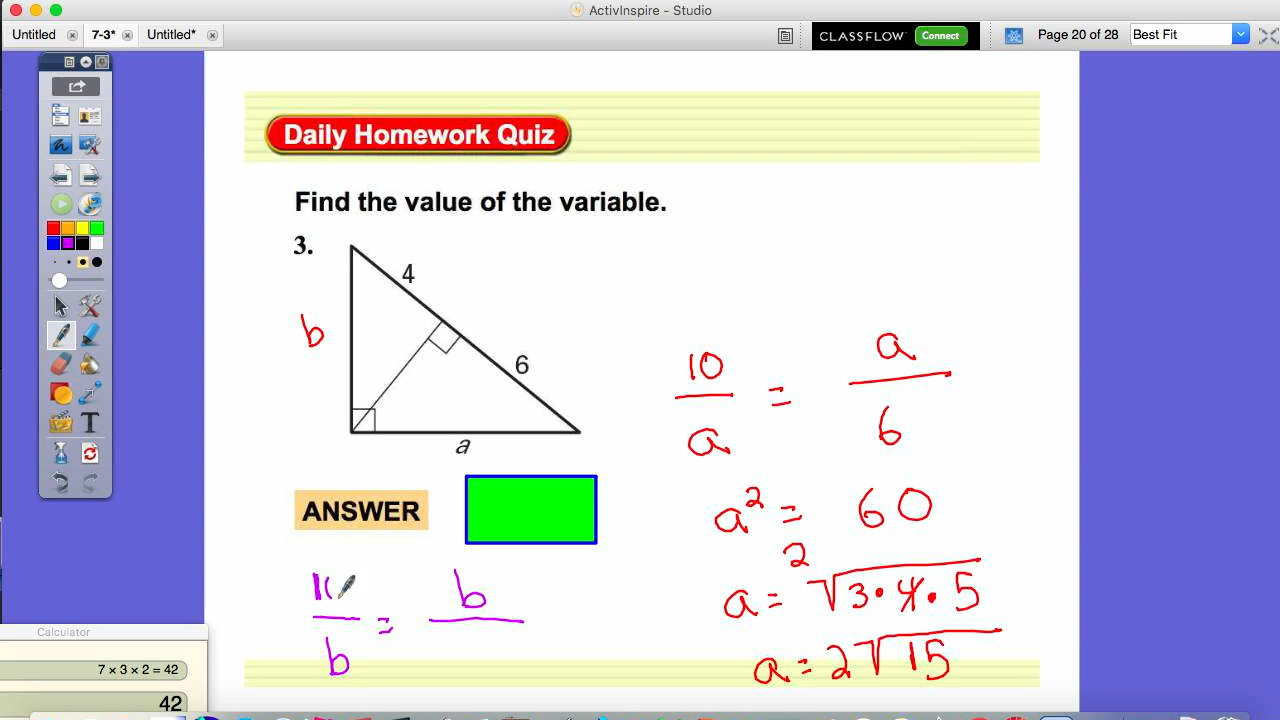 ActivInspire - Studio
Untitled 7-3* Untitled*
CLASSFLOW Connect Page 20 of 28 Best Fit
Daily Homework Quiz
Find the value of the variable.
3.
4
b
6
a
10 / a = a / 6
a² = 60
2
a = √3·4·5
a = 2√15
ANSWER
b
b =
T
Calculator
7 × 3 × 2 = 42
42